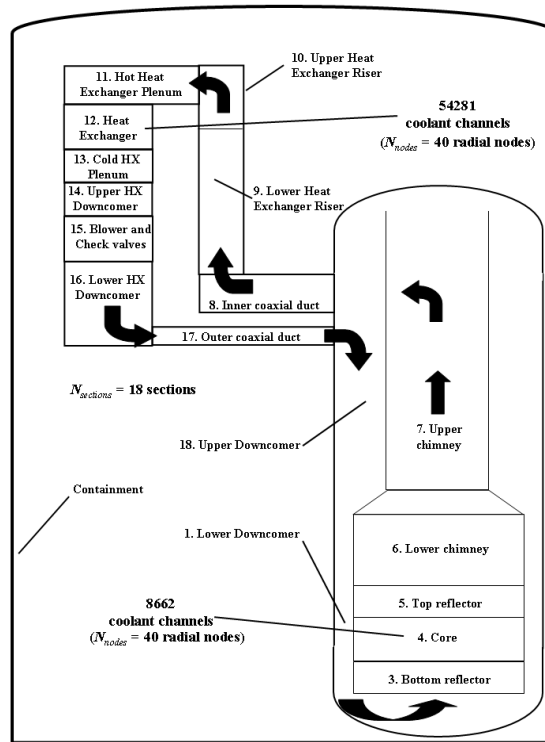 10. Upper Heat
Exchanger Riser
11. Hot Heat
Exchanger Plenum
54281
coolant channels
(Nnodes = 40 radial nodes)
12. Heat
Exchanger
13. Cold HX
Plenum
14. Upper HX
Downcomer
9. Lower Heat
Exchanger Riser
15. Blower and
Check valves
16. Lower HX
Downcomer
8. Inner coaxial duct
17. Outer coaxial duct
Nsections = 18 sections
7. Upper
chimney
18. Upper Downcomer
Containment
1. Lower Downcomer
6. Lower chimney
8662
coolant channels
(Nnodes = 40 radial nodes)
5. Top reflector
4. Core
3. Bottom reflector